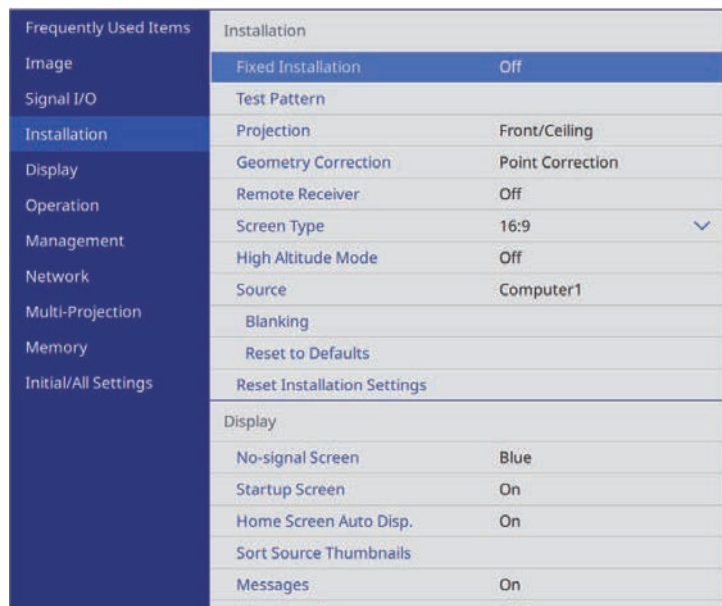 Frequently Used Items
Image
Signal I/O
Installation
Display
Operation
Management
Network
Multi-Projection
Memory
Initial/All Settings
Installation
Fixed Installation Off
Test Pattern
Projection Front/Ceiling
Geometry Correction Point Correction
Remote Receiver Off
Screen Type 16:9
High Altitude Mode Off
Source Computer1
Blanking
Reset to Defaults
Reset Installation Settings
Display
No-signal Screen Blue
Startup Screen On
Home Screen Auto Disp. On
Sort Source Thumbnails
Messages On